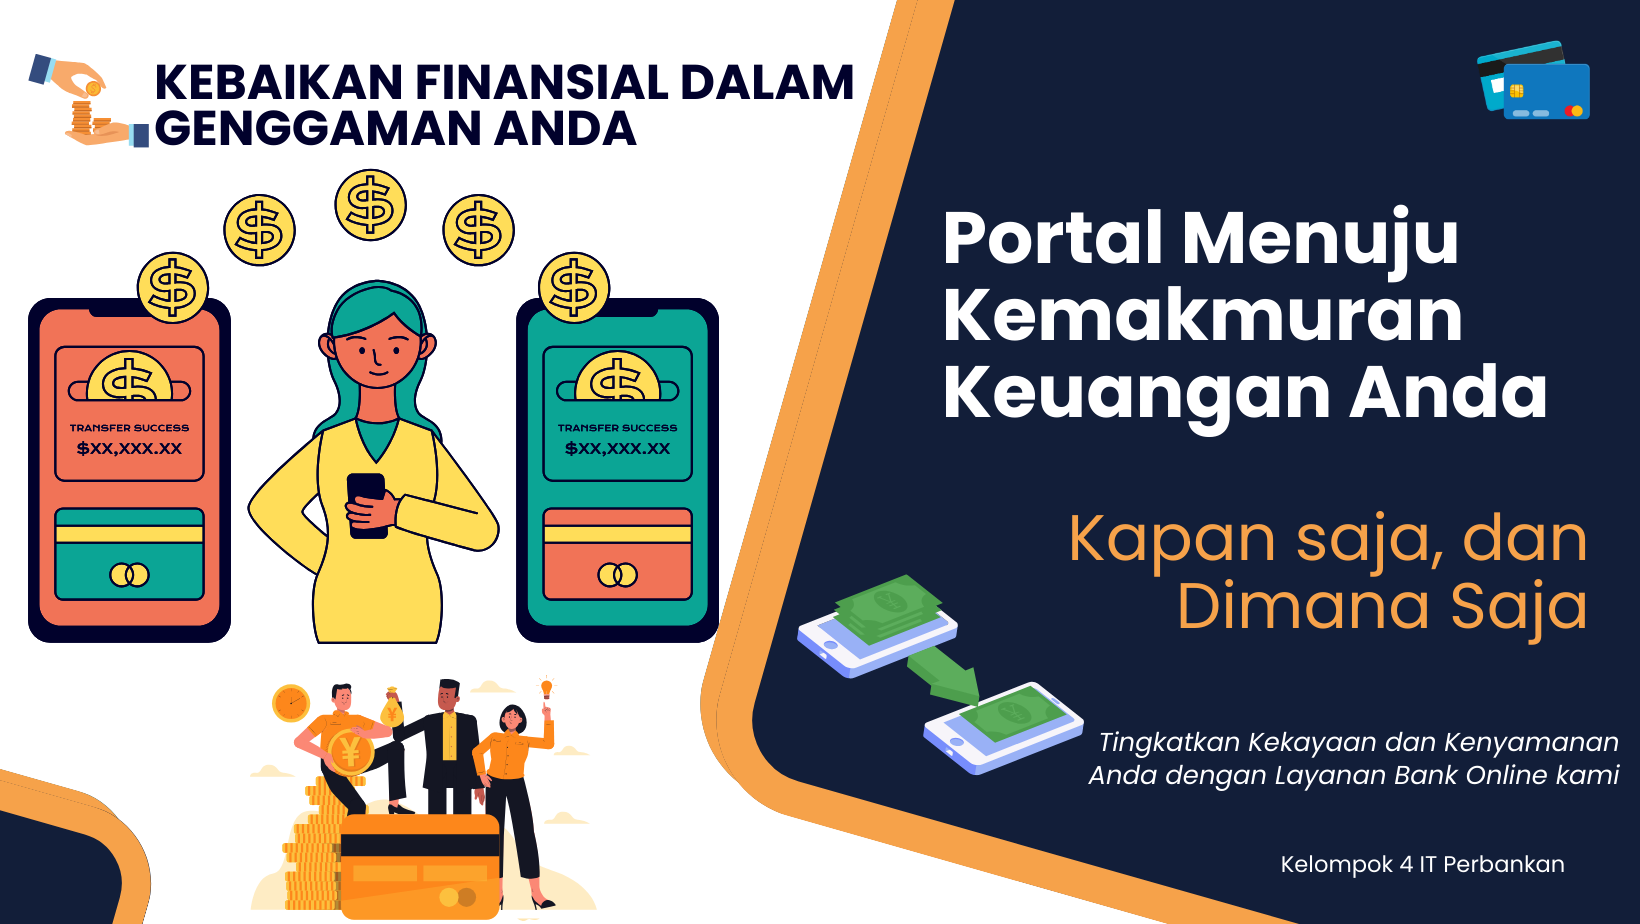 KEBAIKAN FINANSIAL DALAM
GENGGAMAN ANDA
TRANSFER SUCCESS
$XX,XXX.XX
TRANSFER SUCCESS
$XX,XXX.XX
Portal Menuju
Kemakmuran
Keuangan Anda
Kapan saja, dan
Dimana Saja
Tingkatkan Kekayaan dan Kenyamanan
Anda dengan Layanan Bank Online kami
Kelompok 4 IT Perbankan